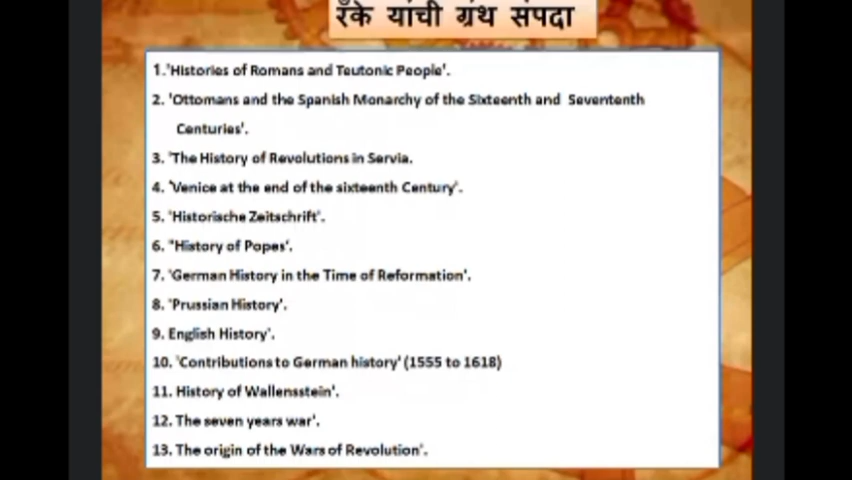 रँके यांची ग्रंथ संपदा
1.'Histories of Romans and Teutonic People'.
2. 'Ottomans and the Spanish Monarchy of the Sixteenth and Sevententh
Centuries'.
3. 'The History of Revolutions in Servia.
4. 'Venice at the end of the sixteenth Century'.
5. 'Historische Zeitschrift'.
6. "History of Popes'.
7. 'German History in the Time of Reformation'.
8. 'Prussian History'.
9. English History'.
10. 'Contributions to German history' (1555 to 1618)
11. History of Wallensstein'.
12. The seven years war'.
13. The origin of the Wars of Revolution'.